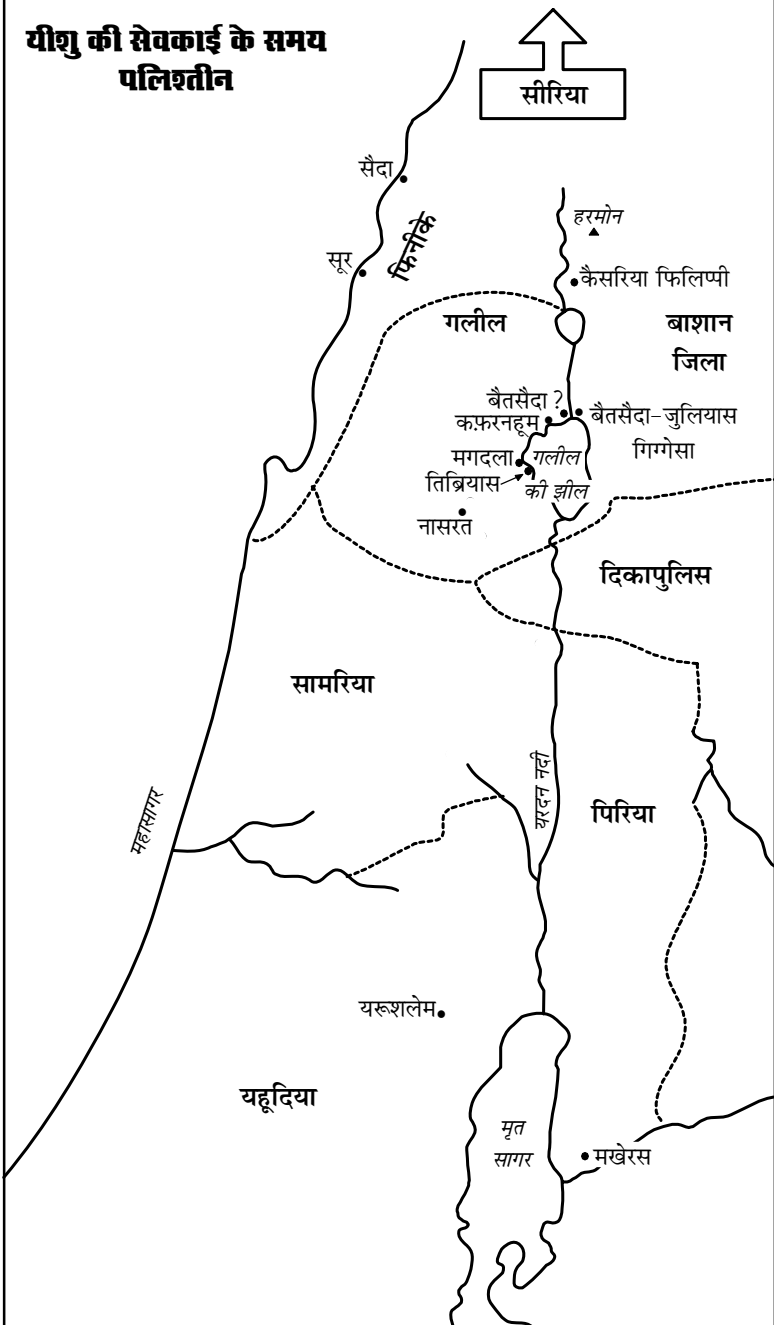 यीशु की सेवकाई के समय
पलिश्तीन
सीरिया
सैदा
हरमोन
फिनीके
सूर
कैसरिया फिलिप्पी
गलील
बाशान
जिला
बैतसैदा ?
बैतसैदा-जुलियास
कफ़रनहूम
गिग्गेसा
मगदला
गलील
तिब्रियास
की झील
नासरत
दिकापुलिस
सामरिया
यरदन नदी
महासागर
पिरिया
यरूशलेम
यहूदिया
मृत
सागर
मखेरस